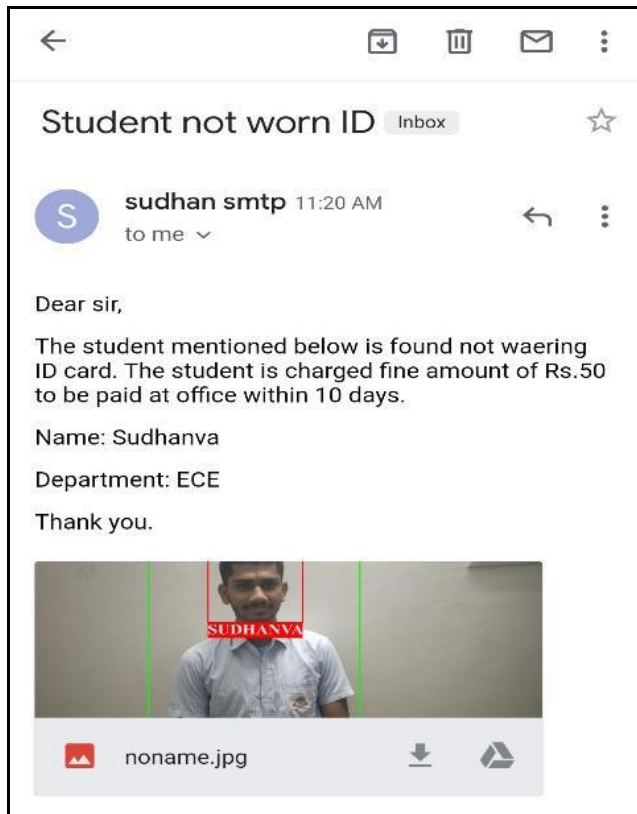 Student not worn ID Inbox
S
sudhan smtp 11:20 AM
to me
Dear sir,
The student mentioned below is found not waering
ID card. The student is charged fine amount of Rs.50
to be paid at office within 10 days.
Name: Sudhanva
Department: ECE
Thank you.
SUDHANVA
noname.jpg